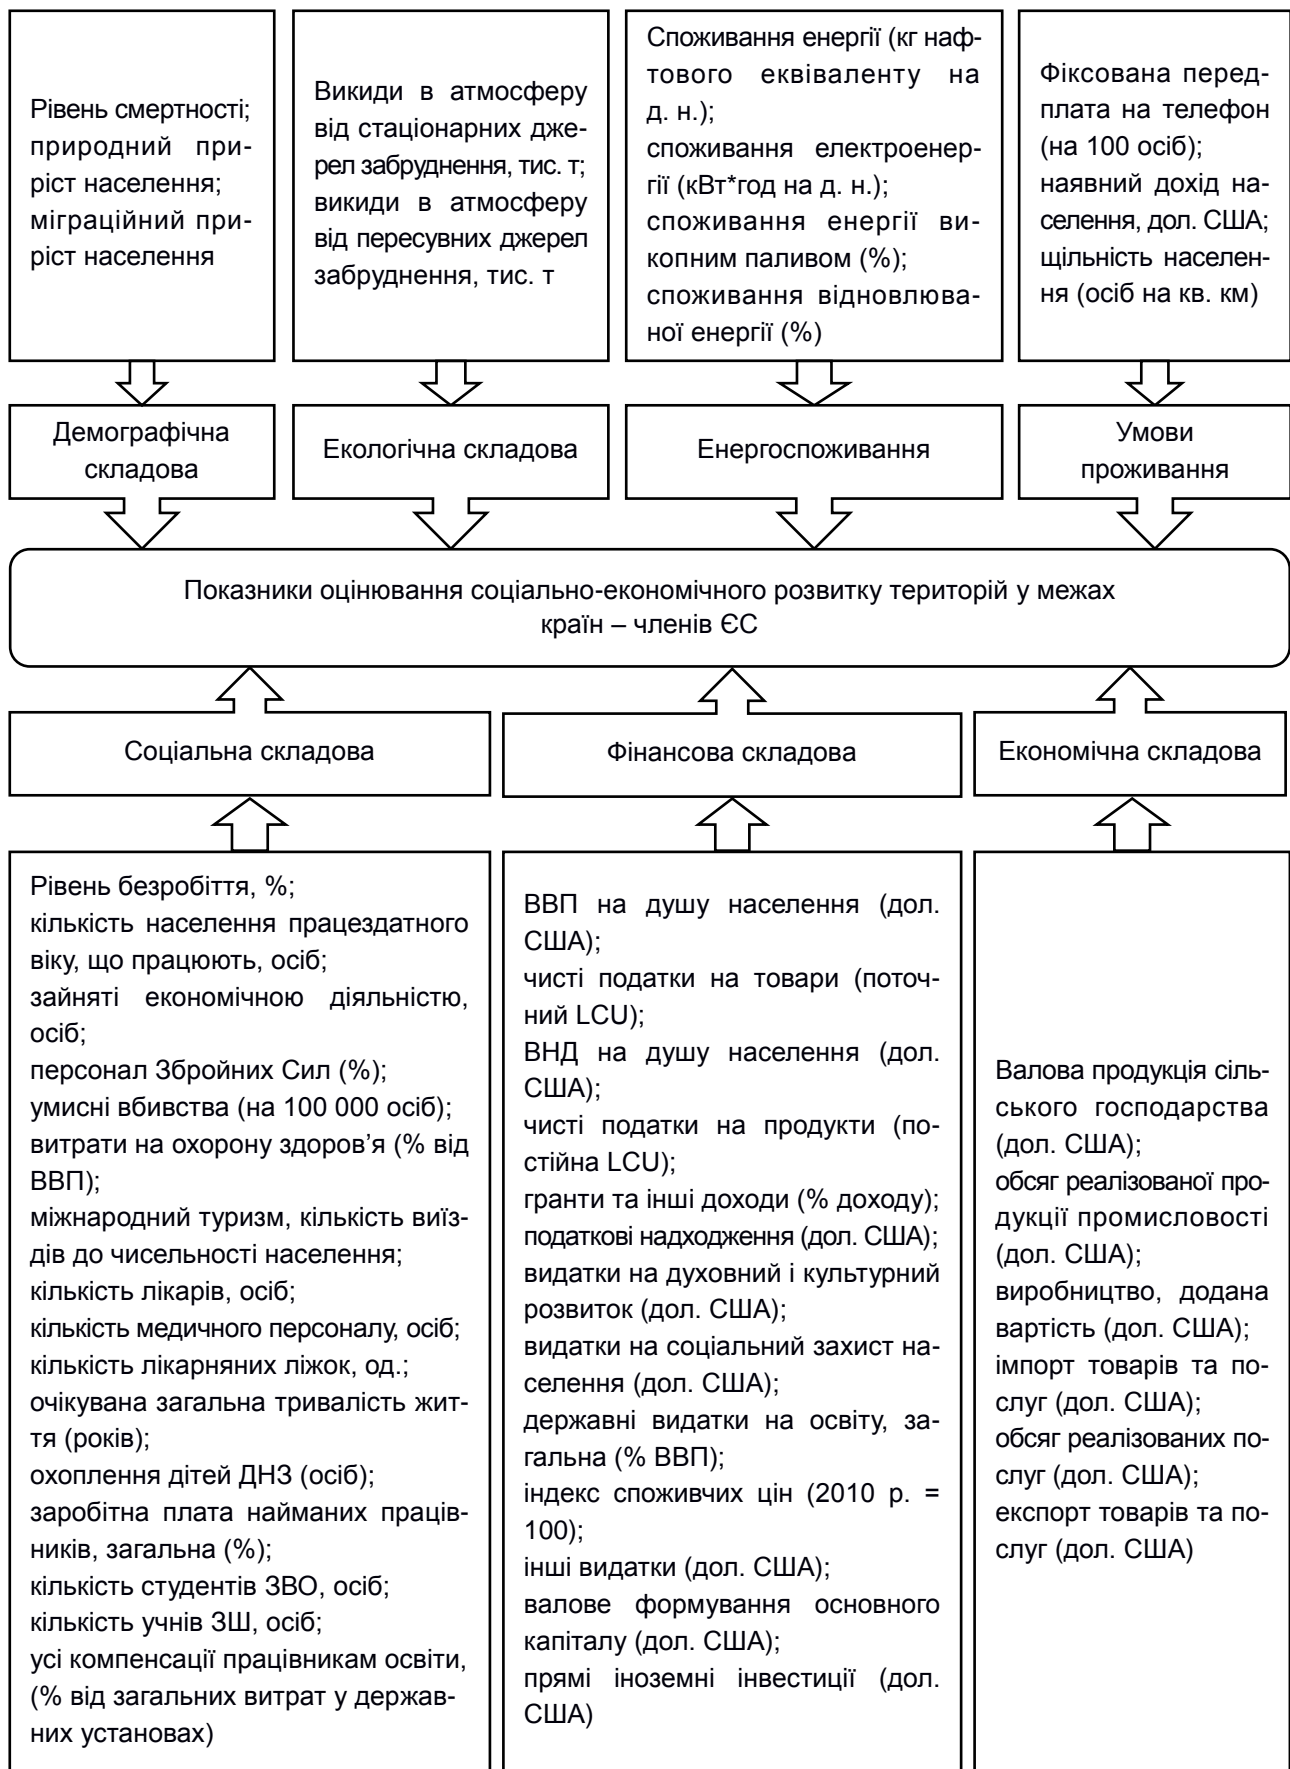 Рівень смертності;
природний при-
ріст населення;
міграційний при-
ріст населення
Викиди в атмосферу
від стаціонарних дже-
рел забруднення, тис. т;
викиди в атмосферу
від пересувних джерел
забруднення, тис. т
Споживання енергії (кг наф-
тового еквіваленту на
д. н.);
споживання електроенер-
гії (кВт*год на д. н.);
споживання енергії ви-
копним паливом (%);
споживання відновлюва-
ної енергії (%)
Фіксована перед-
плата на телефон
(на 100 осіб);
наявний дохід на-
селення, дол. США;
щільність населен-
ня (осіб на кв. км)
Демографічна
складова
Екологічна складова
Енергоспоживання
Умови
проживання
Показники оцінювання соціально-економічного розвитку територій у межах
країн – членів ЄС
Соціальна складова
Фінансова складова
Економічна складова
Рівень безробіття, %;
кількість населення працездатного
віку, що працюють, осіб;
зайняті економічною діяльністю,
осіб;
персонал Збройних Сил (%);
умисні вбивства (на 100 000 осіб);
витрати на охорону здоров’я (% від
ВВП);
міжнародний туризм, кількість виїз-
дів до чисельності населення;
кількість лікарів, осіб;
кількість медичного персоналу, осіб;
кількість лікарняних ліжок, од.;
очікувана загальна тривалість жит-
тя (років);
охоплення дітей ДНЗ (осіб);
заробітна плата найманих праців-
ників, загальна (%);
кількість студентів ЗВО, осіб;
кількість учнів ЗШ, осіб;
усі компенсації працівникам освіти,
(% від загальних витрат у держав-
них установах)
ВВП на душу населення (дол.
США);
чисті податки на товари (поточ-
ний LCU);
ВНД на душу населення (дол.
США);
чисті податки на продукти (по-
стійна LCU);
гранти та інші доходи (% доходу);
податкові надходження (дол. США);
видатки на духовний і культурний
розвиток (дол. США);
видатки на соціальний захист на-
селення (дол. США);
державні видатки на освіту, за-
гальна (% ВВП);
індекс споживчих цін (2010 р. =
100);
інші видатки (дол. США);
валове формування основного
капіталу (дол. США);
прямі іноземні інвестиції (дол.
США)
Валова продукція сіль-
ського господарства
(дол. США);
обсяг реалізованої про-
дукції промисловості
(дол. США);
виробництво, додана
вартість (дол. США);
імпорт товарів та по-
слуг (дол. США);
обсяг реалізованих по-
слуг (дол. США);
експорт товарів та по-
слуг (дол. США)